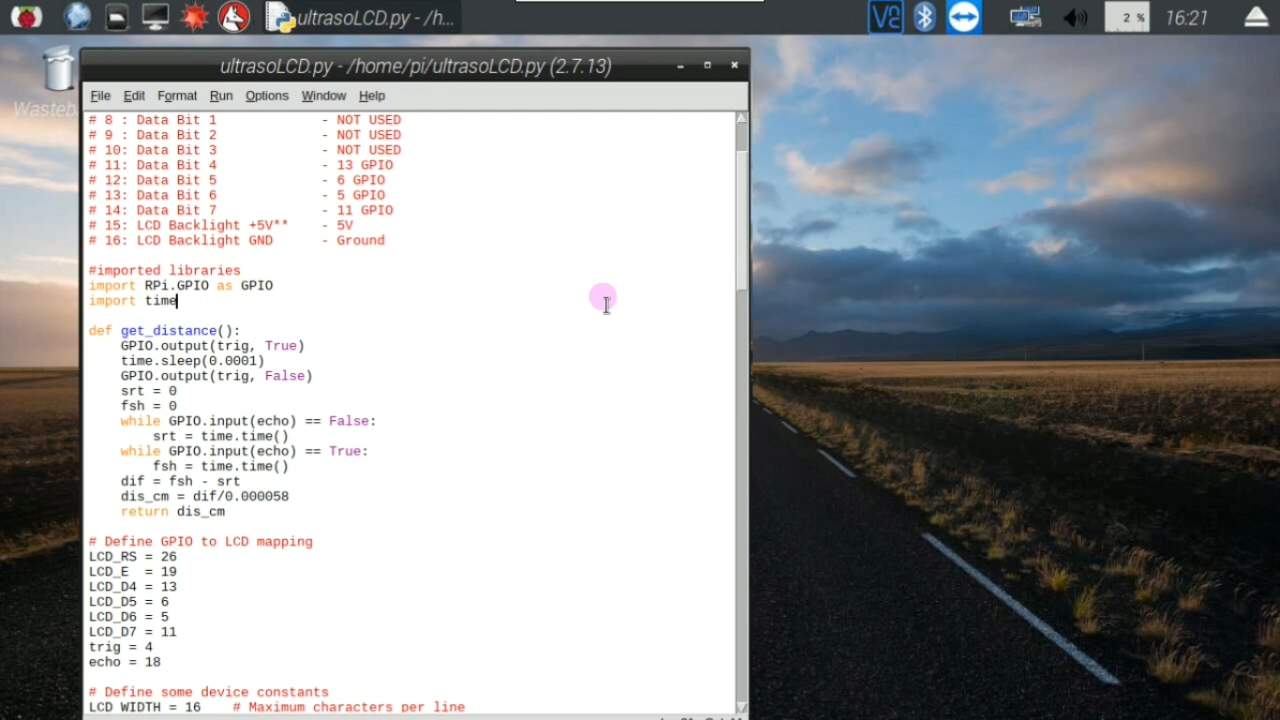 ultrasoLCD.py - /h...
2 %
16:21
Wasteb
ultrasoLCD.py - /home/pi/ultrasoLCD.py (2.7.13)
File Edit Format Run Options Window Help
# 8 : Data Bit 1 - NOT USED
# 9 : Data Bit 2 - NOT USED
# 10: Data Bit 3 - NOT USED
# 11: Data Bit 4 - 13 GPIO
# 12: Data Bit 5 - 6 GPIO
# 13: Data Bit 6 - 5 GPIO
# 14: Data Bit 7 - 11 GPIO
# 15: LCD Backlight +5V** - 5V
# 16: LCD Backlight GND - Ground
#imported libraries
import RPi.GPIO as GPIO
import time
def get_distance():
GPIO.output(trig, True)
time.sleep(0.0001)
GPIO.output(trig, False)
srt = 0
fsh = 0
while GPIO.input(echo) == False:
srt = time.time()
while GPIO.input(echo) == True:
fsh = time.time()
dif = fsh - srt
dis_cm = dif/0.000058
return dis_cm
# Define GPIO to LCD mapping
LCD_RS = 26
LCD_E = 19
LCD_D4 = 13
LCD_D5 = 6
LCD_D6 = 5
LCD_D7 = 11
trig = 4
echo = 18
# Define some device constants
LCD_WIDTH = 16 # Maximum characters per line